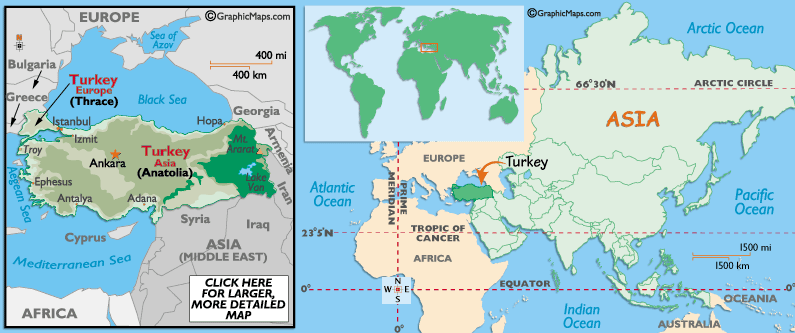 EUROPE
©GraphicMaps.com
Sea of
Azov
Bulgaria
400 mi
400 km
Turkey
Europe
(Thrace)
Greece
Black Sea
Istanbul
Hopa
Georgia
Izmit
Troy
Ankara
Turkey
Asia
(Anatolia)
Mt.
Ararat
Armenia
Lake
Van
Iran
Aegean Sea
Ephesus
Antalya
Adana
Syria
Iraq
Cyprus
ASIA
(MIDDLE EAST)
Mediterranean Sea
CLICK HERE
FOR LARGER,
MORE DETAILED
MAP
AFRICA
©GraphicMaps.com
Arctic Ocean
66°30'N
ARCTIC CIRCLE
ASIA
EUROPE
Turkey
Atlantic
Ocean
PRIME
MERIDIAN
Pacific
Ocean
23°5'N
TROPIC OF
CANCER
AFRICA
1500 mi
1500 km
N
W E
S
0°
EQUATOR
0°
OCEANIA
Indian
Ocean
AUSTRALIA
0°